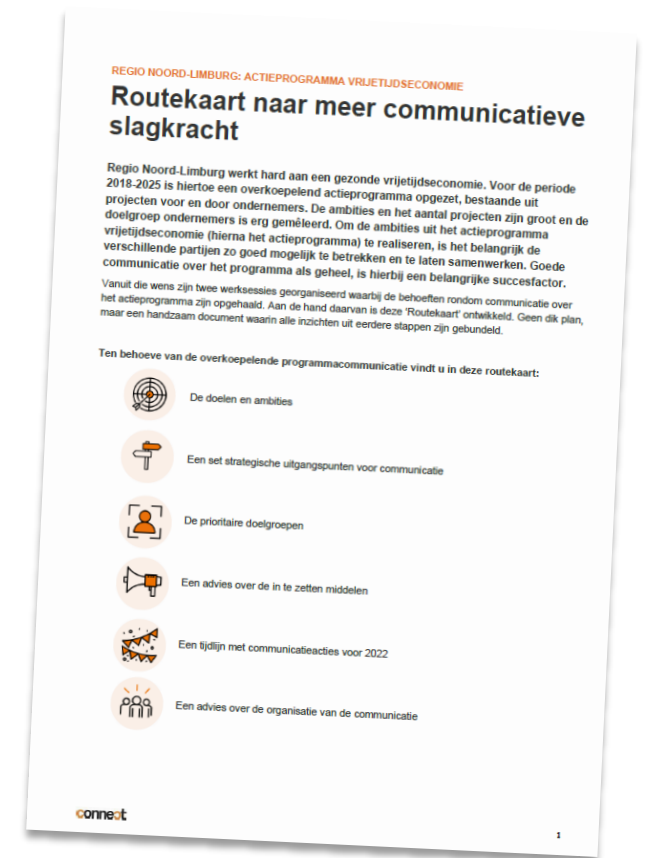 REGIO NOORD-LIMBURG: ACTIEPROGRAMMA VRIJETIJDSECONOMIE
Routekaart naar meer communicatieve
slagkracht
Regio Noord-Limburg werkt hard aan een gezonde vrijetijdseconomie. Voor de periode
2018-2025 is hiertoe een overkoepelend actieprogramma opgezet, bestaande uit
projecten voor en door ondernemers. De ambities en het aantal projecten zijn groot en de
doelgroep ondernemers is erg gemêleerd. Om de ambities uit het actieprogramma
vrijetijdseconomie (hierna het actieprogramma) te realiseren, is het belangrijk de
verschillende partijen zo goed mogelijk te betrekken en te laten samenwerken. Goede
communicatie over het programma als geheel, is hierbij een belangrijke succesfactor.
Vanuit die wens zijn twee werksessies georganiseerd waarbij de behoeften rondom communicatie over
het actieprogramma zijn opgehaald. Aan de hand daarvan is deze 'Routekaart' ontwikkeld. Geen dik plan,
maar een handzaam document waarin alle inzichten uit eerdere stappen zijn gebundeld.
Ten behoeve van de overkoepelende programmacommunicatie vindt u in deze routekaart:
De doelen en ambities
Een set strategische uitgangspunten voor communicatie
De prioritaire doelgroepen
Een advies over de in te zetten middelen
Een tijdlijn met communicatieacties voor 2022
Een advies over de organisatie van de communicatie
connect
1